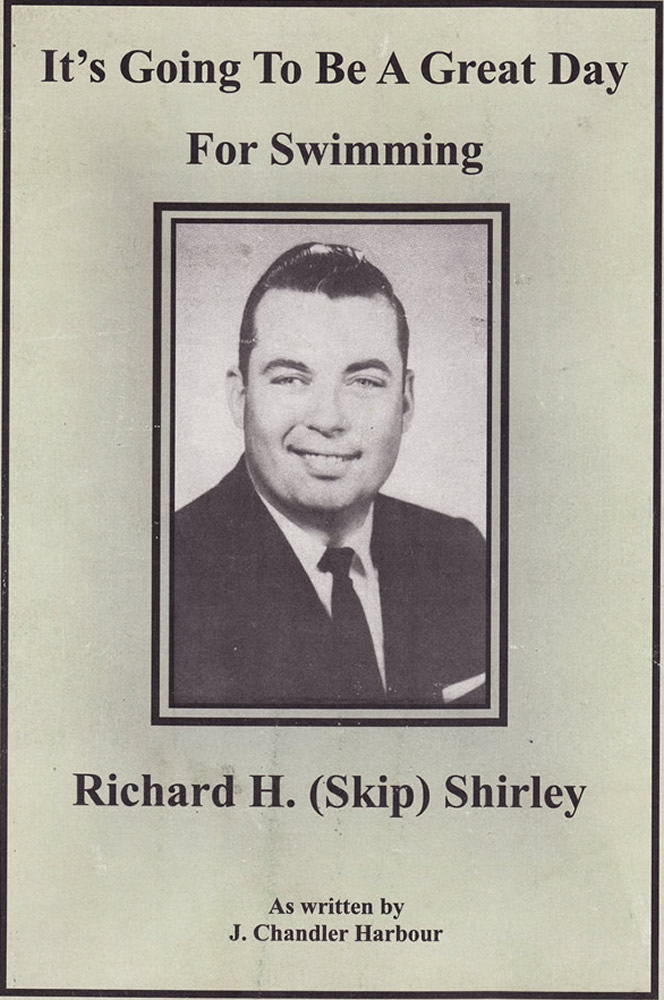 It's Going To Be A Great Day
For Swimming
Richard H. (Skip) Shirley
As written by
J. Chandler Harbour